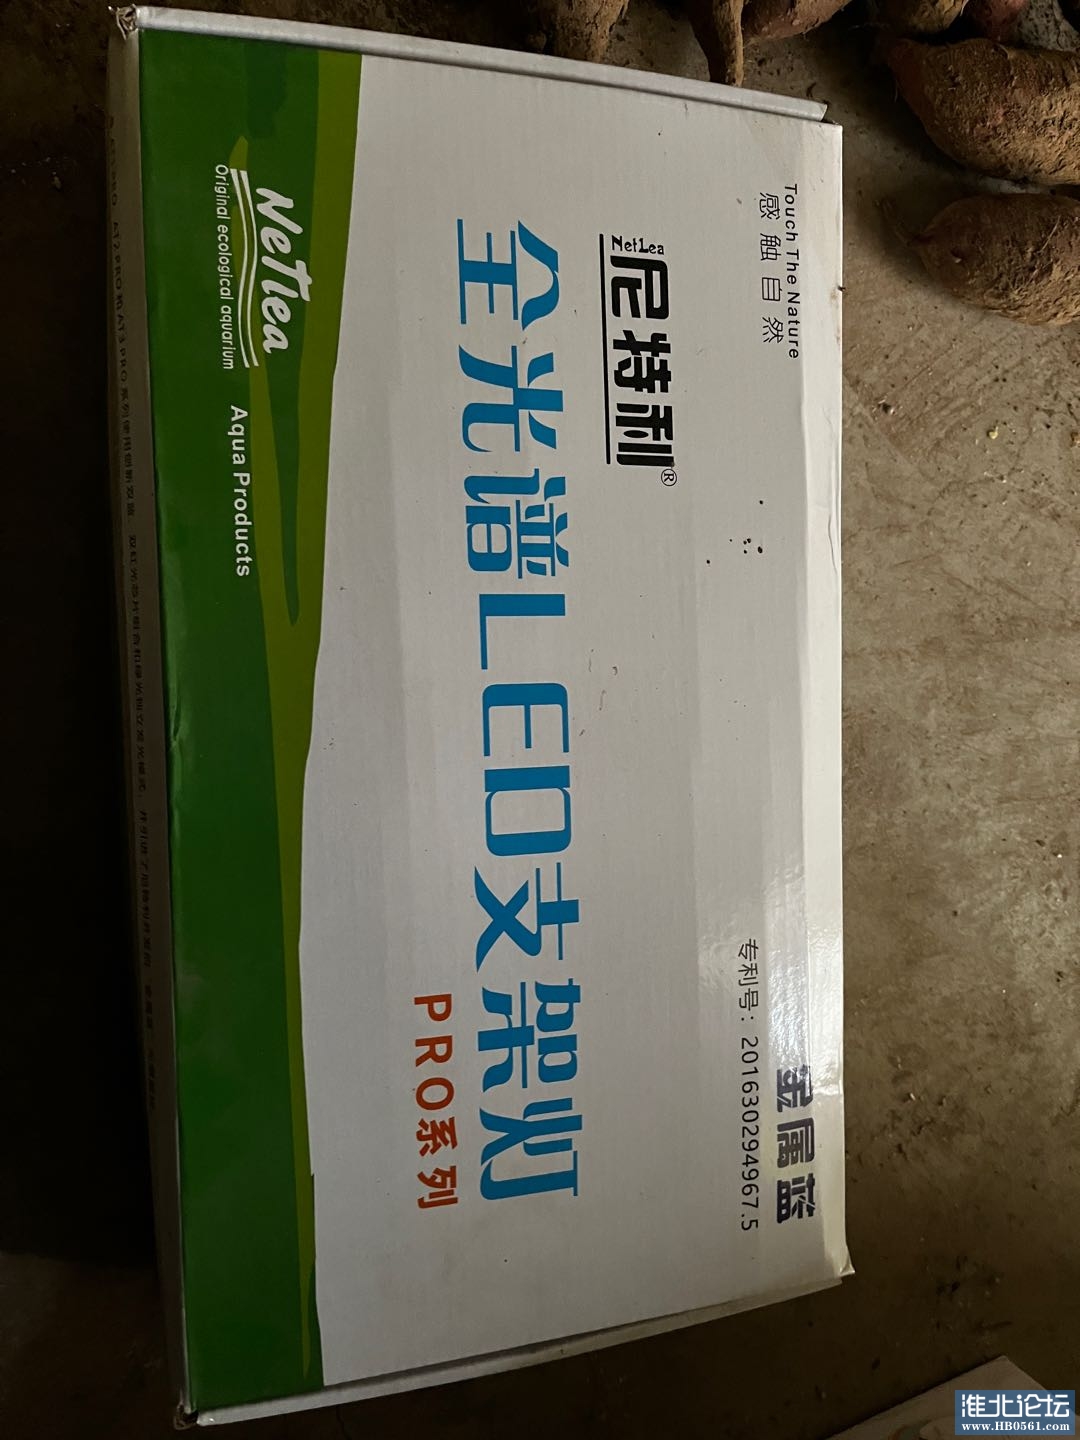 Touch The Nature
感触自然
金属蓝
专利号：201630294967.5
NetLea
尼特利®
全光谱LED支架灯
PRO系列
Netlea
Original ecological aquarium
Aqua Products
淮北论坛
www.HB0561.com